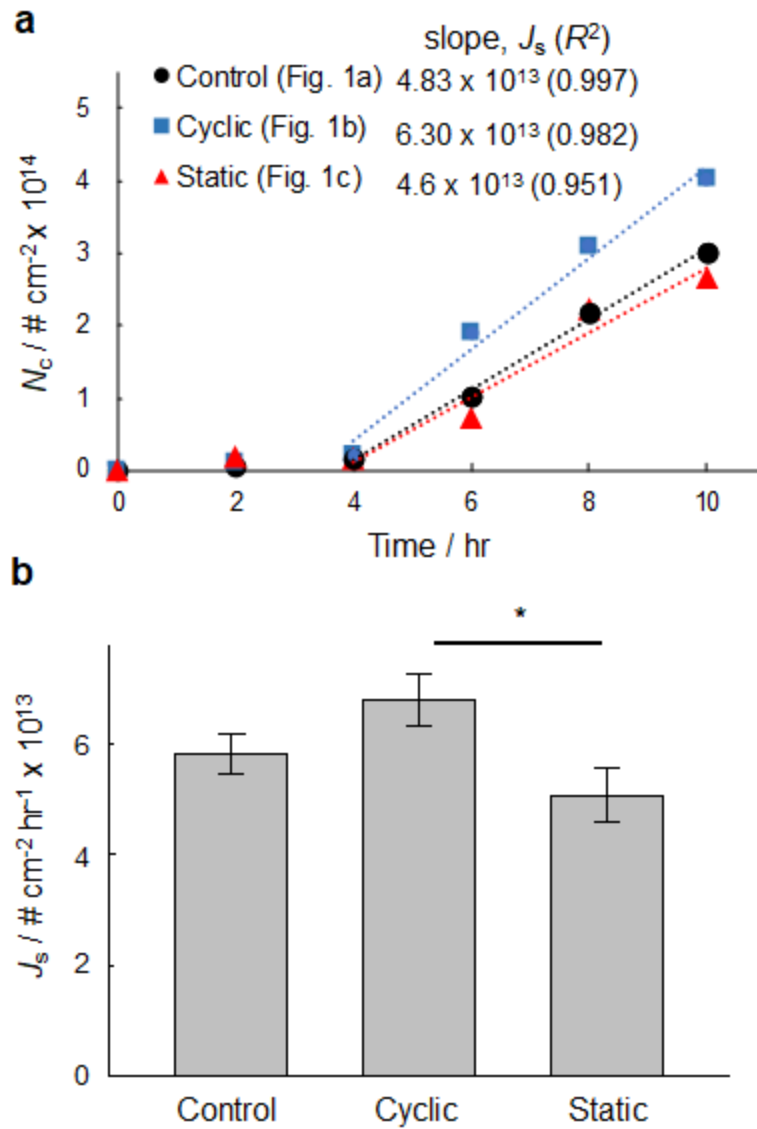 a
slope, Jₛ (R²)
Control (Fig. 1a) 4.83 x 10¹³ (0.997)
Cyclic (Fig. 1b) 6.30 x 10¹³ (0.982)
Static (Fig. 1c) 4.6 x 10¹³ (0.951)
N_c / # cm⁻² x 10¹⁴
5
4
3
2
1
0
0 2 4 6 8 10
Time / hr
b
*
Jₛ / # cm⁻² hr⁻¹ x 10¹³
6
4
2
0
Control Cyclic Static